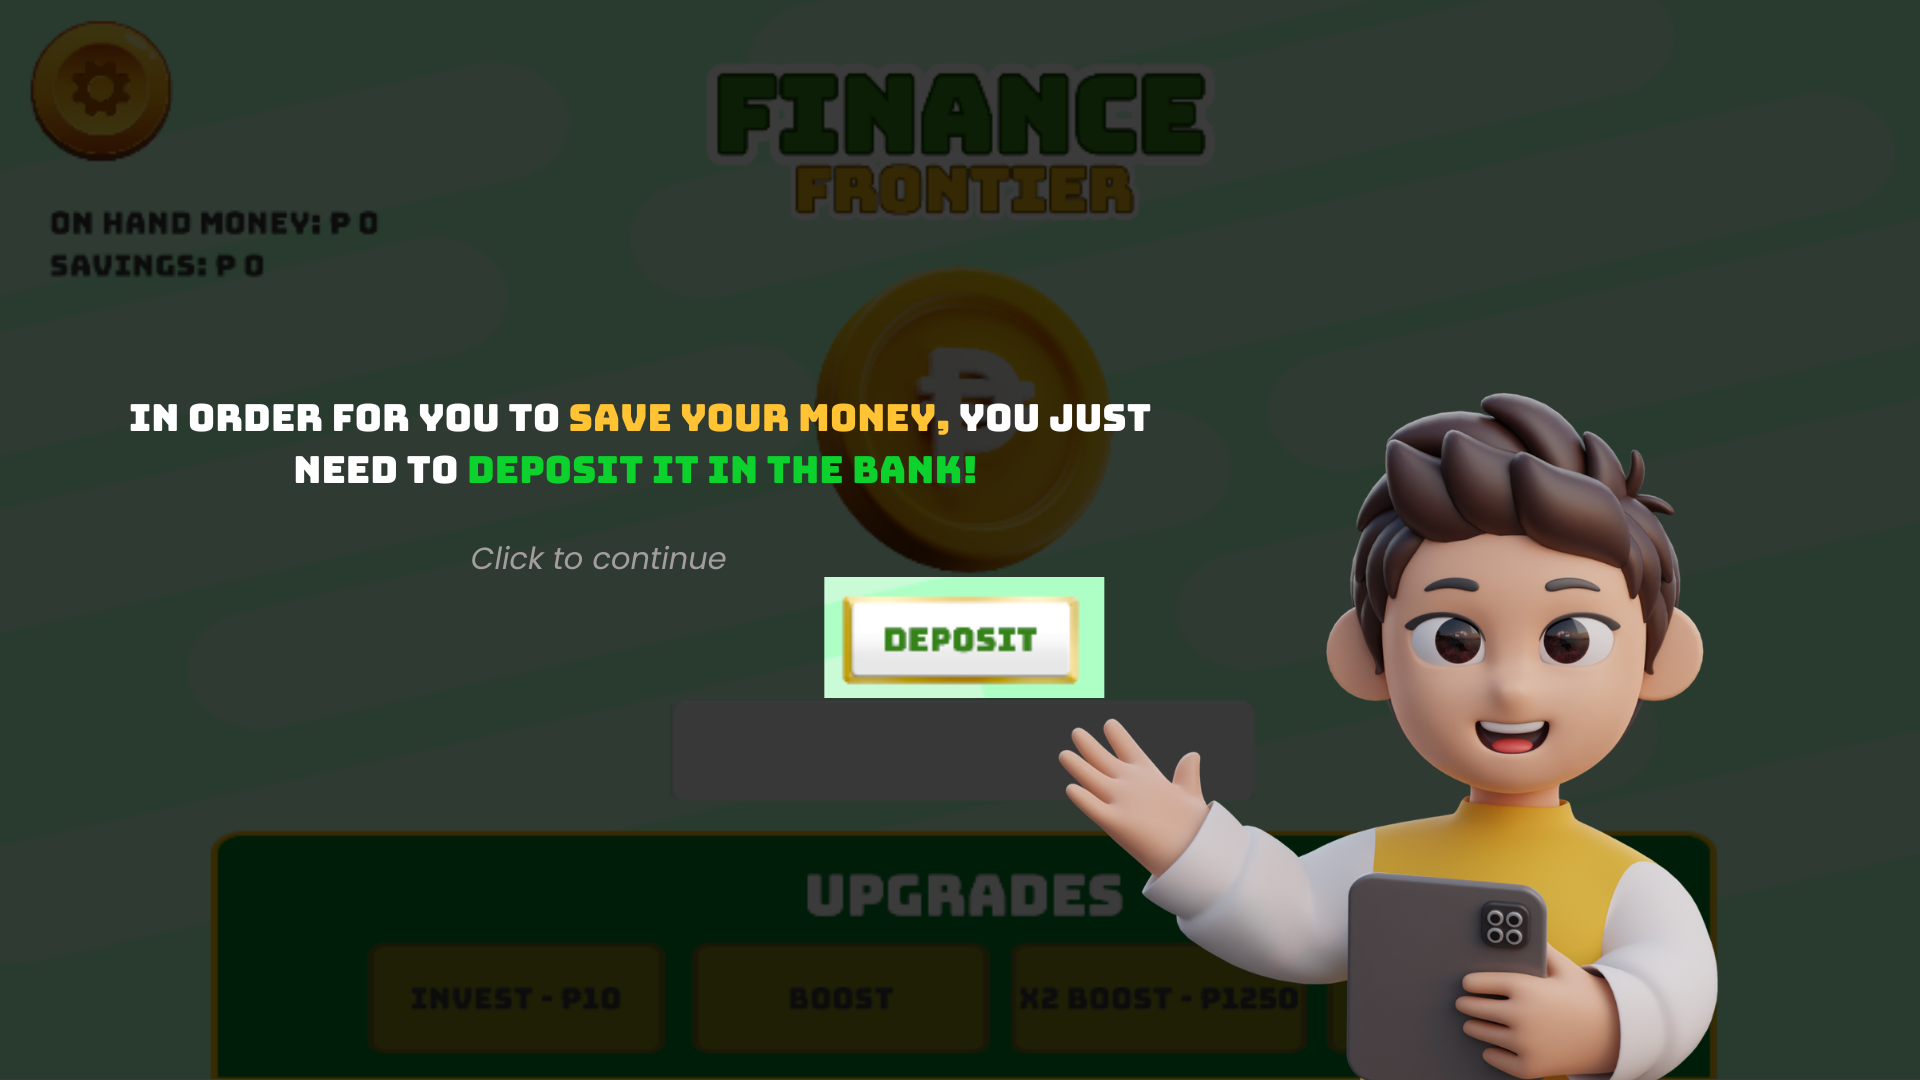 FINANCE
FRONTIER
ON HAND MONEY: P 0
SAVINGS: P 0
IN ORDER FOR YOU TO SAVE YOUR MONEY, YOU JUST
NEED TO DEPOSIT IT IN THE BANK!
Click to continue
DEPOSIT
UPGRADES
INVEST - P10
BOOST
X2 BOOST - P1250